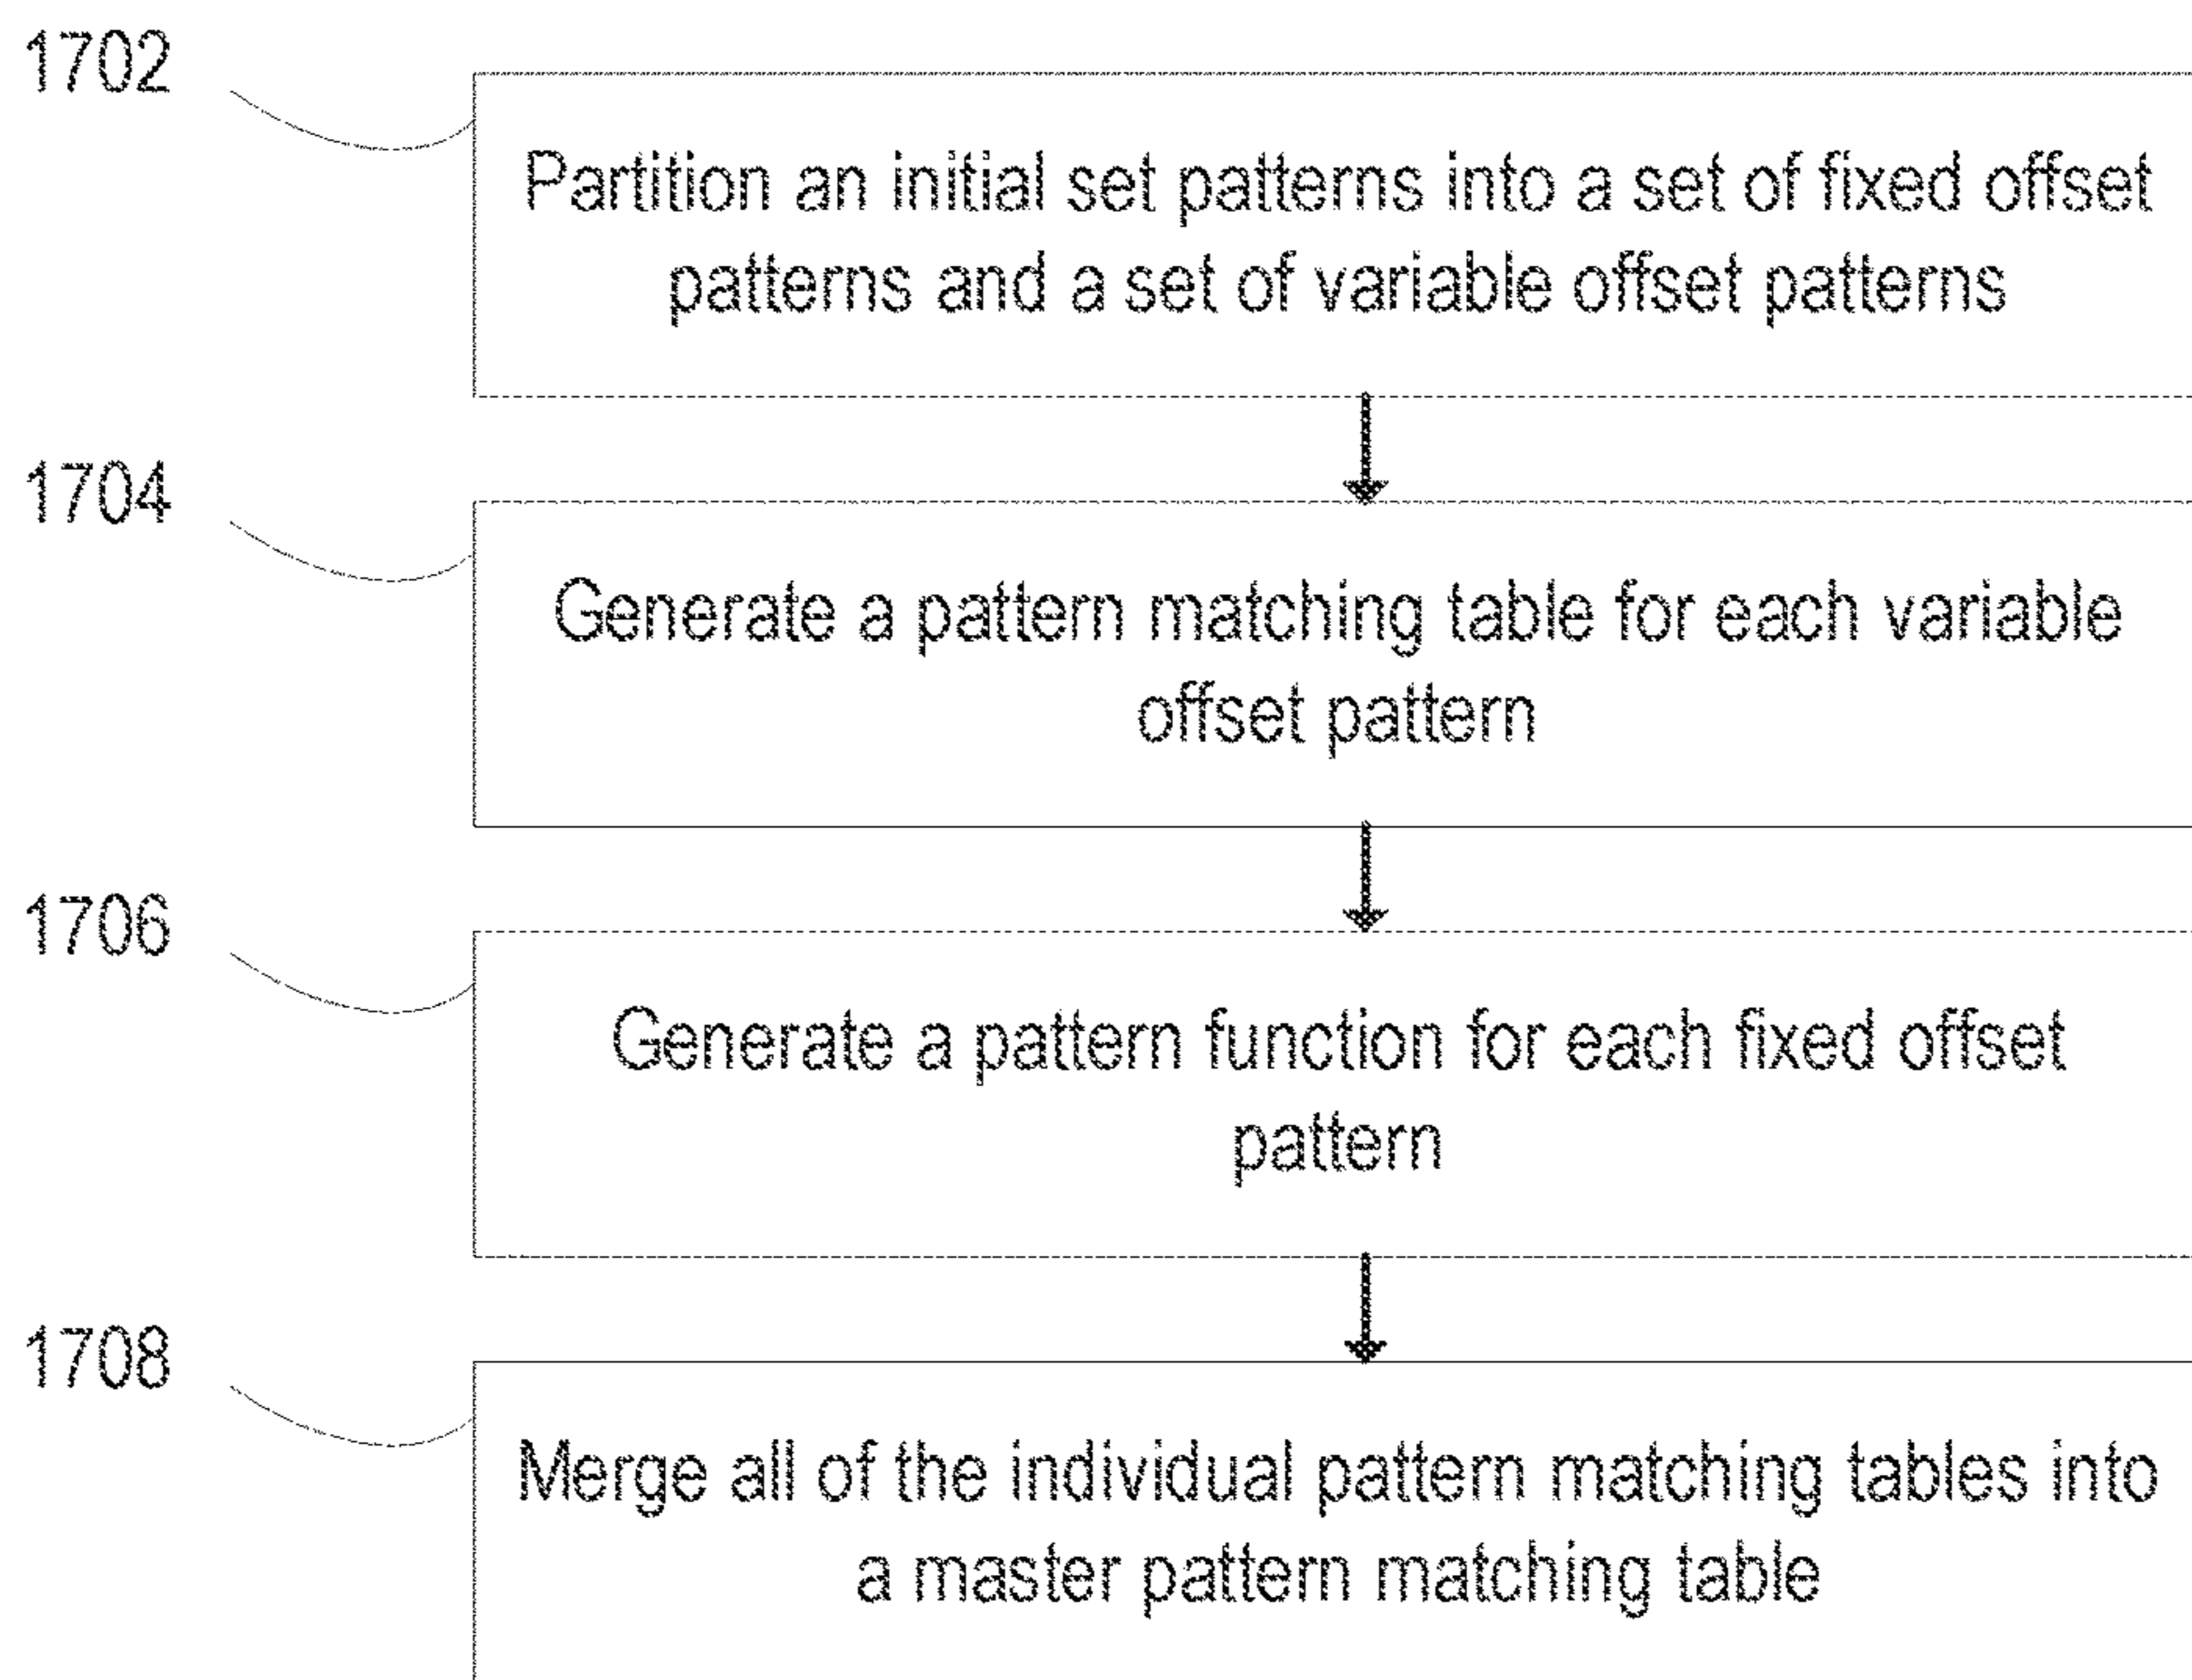 1702
Partition an initial set patterns into a set of fixed offset
patterns and a set of variable offset patterns
1704
Generate a pattern matching table for each variable
offset pattern
1706
Generate a pattern function for each fixed offset
pattern
1708
Merge all of the individual pattern matching tables into
a master pattern matching table